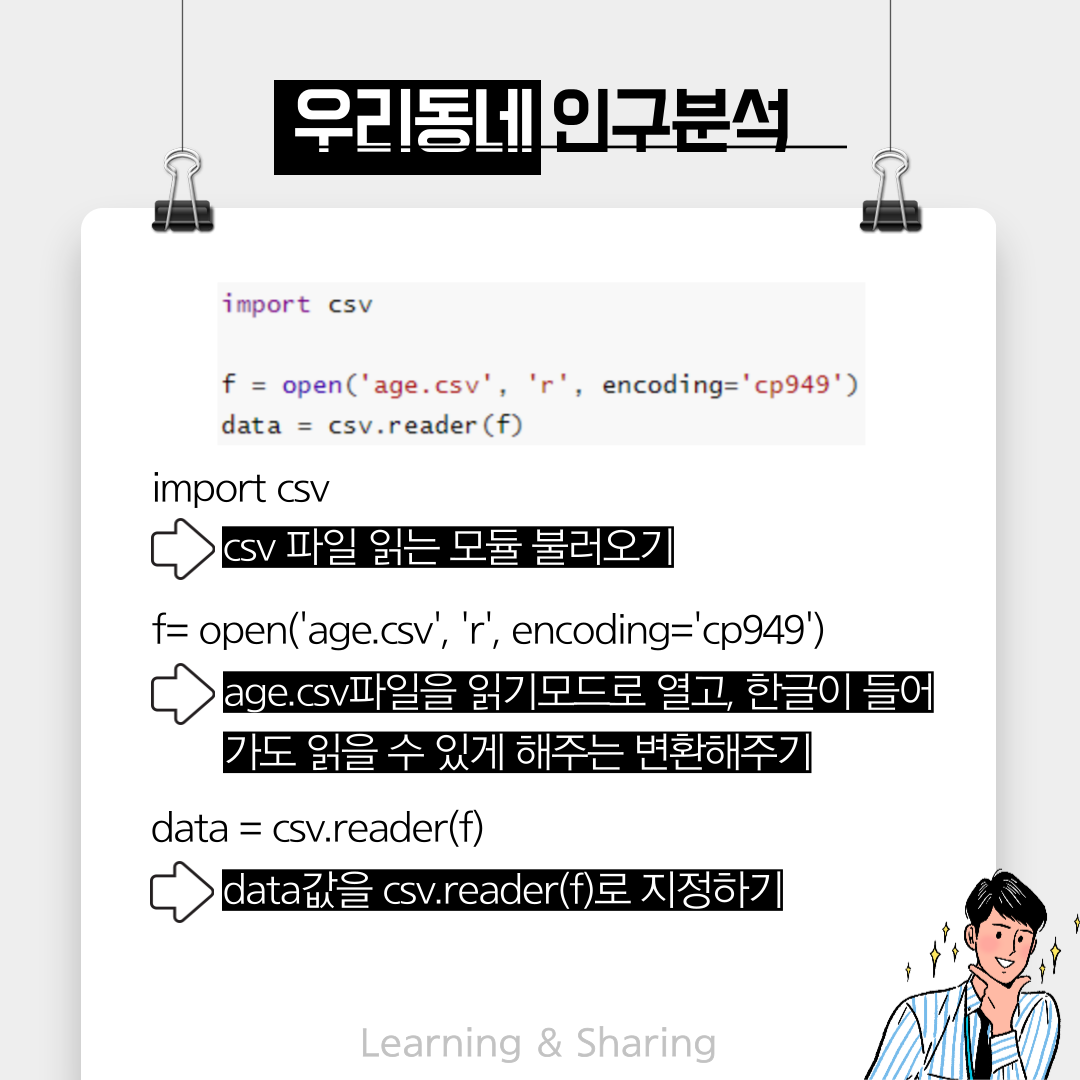 우리동네 인구분석
import csv
f = open('age.csv', 'r', encoding='cp949')
data = csv.reader(f)
import csv
csv 파일 읽는 모듈 불러오기
f= open('age.csv', 'r', encoding='cp949')
age.csv파일을 읽기모드로 열고, 한글이 들어
가도 읽을 수 있게 해주는 변환해주기
data = csv.reader(f)
data값을 csv.reader(f)로 지정하기
Learning & Sharing